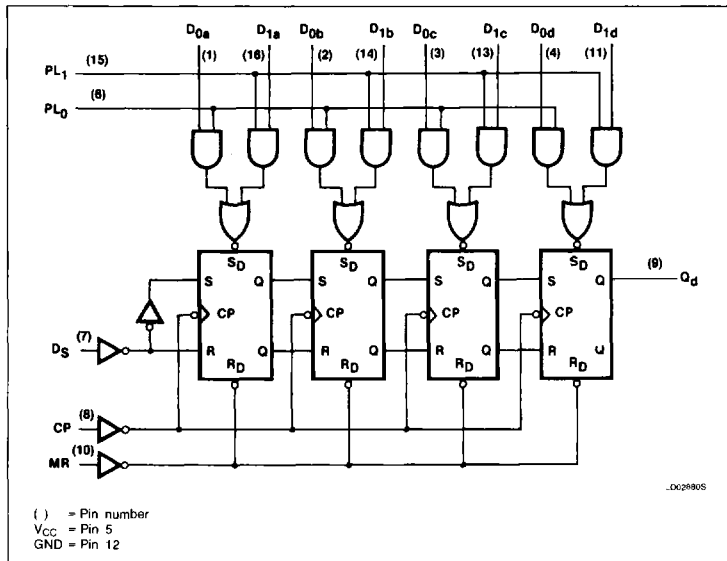 D0a D1a D0b D1b D0c D1c D0d D1d
(1) (16) (2) (14) (3) (13) (4) (11)
PL1 (15)
PL0 (6)
SD SD SD SD
S Q S Q S Q S Q (9) Qd
CP CP CP CP
DS (7) R Q R Q R Q R Q
RD RD RD RD
CP (8)
MR (10)
LD02880S
( ) = Pin number
VCC = Pin 5
GND = Pin 12